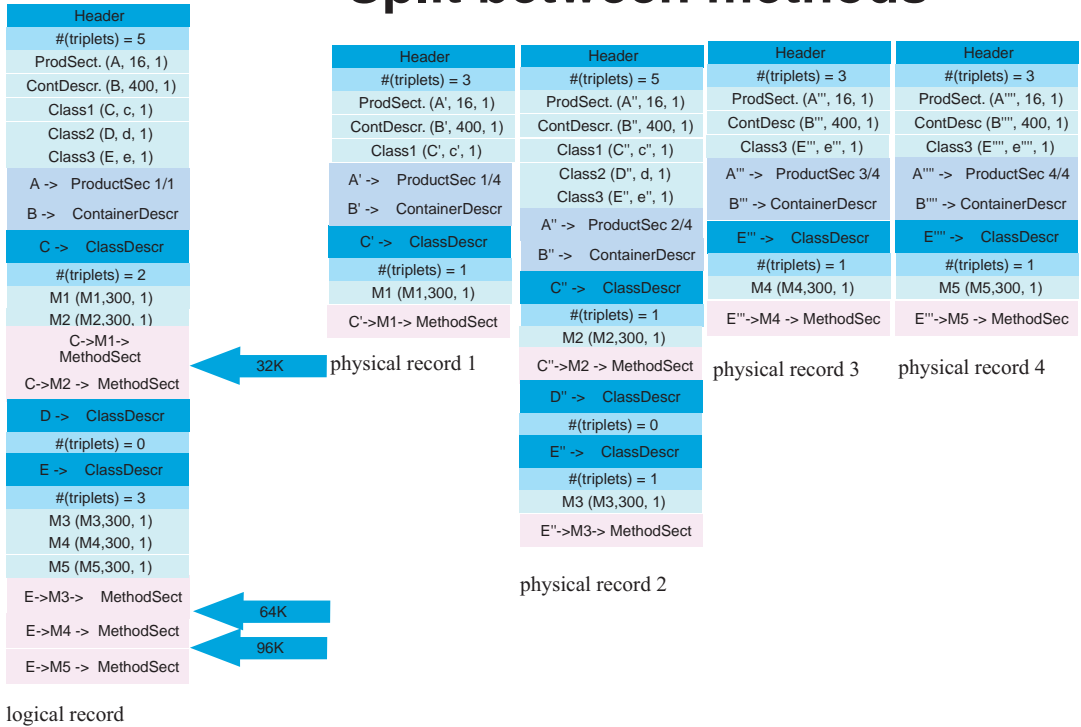 Split between methods
Header
#(triplets) = 5
ProdSect. (A, 16, 1)
ContDescr. (B, 400, 1)
Class1 (C, c, 1)
Class2 (D, d, 1)
Class3 (E, e, 1)
A -> ProductSec 1/1
B -> ContainerDescr
C -> ClassDescr
#(triplets) = 2
M1 (M1,300, 1)
M2 (M2,300, 1)
C->M1->
MethodSect
C->M2 -> MethodSect
D -> ClassDescr
#(triplets) = 0
E -> ClassDescr
#(triplets) = 3
M3 (M3,300, 1)
M4 (M4,300, 1)
M5 (M5,300, 1)
E->M3-> MethodSect
E->M4 -> MethodSect
E->M5 -> MethodSect
logical record
32K
64K
96K
Header
#(triplets) = 3
ProdSect. (A', 16, 1)
ContDescr. (B', 400, 1)
Class1 (C', c', 1)
A' -> ProductSec 1/4
B' -> ContainerDescr
C' -> ClassDescr
#(triplets) = 1
M1 (M1,300, 1)
C'->M1-> MethodSect
physical record 1
Header
#(triplets) = 5
ProdSect. (A'', 16, 1)
ContDescr. (B'', 400, 1)
Class1 (C'', c'', 1)
Class2 (D'', d, 1)
Class3 (E'', e'', 1)
A'' -> ProductSec 2/4
B'' -> ContainerDescr
C'' -> ClassDescr
#(triplets) = 1
M2 (M2,300, 1)
C''->M2 -> MethodSect
D'' -> ClassDescr
#(triplets) = 0
E'' -> ClassDescr
#(triplets) = 1
M3 (M3,300, 1)
E''->M3-> MethodSect
physical record 2
Header
#(triplets) = 3
ProdSect. (A''', 16, 1)
ContDesc (B''', 400, 1)
Class3 (E''', e''', 1)
A''' -> ProductSec 3/4
B''' -> ContainerDescr
E''' -> ClassDescr
#(triplets) = 1
M4 (M4,300, 1)
E'''->M4 -> MethodSec
physical record 3
Header
#(triplets) = 3
ProdSect. (A'''', 16, 1)
ContDesc (B'''', 400, 1)
Class3 (E'''', e'''', 1)
A'''' -> ProductSec 4/4
B'''' -> ContainerDescr
E'''' -> ClassDescr
#(triplets) = 1
M5 (M5,300, 1)
E'''->M5 -> MethodSec
physical record 4